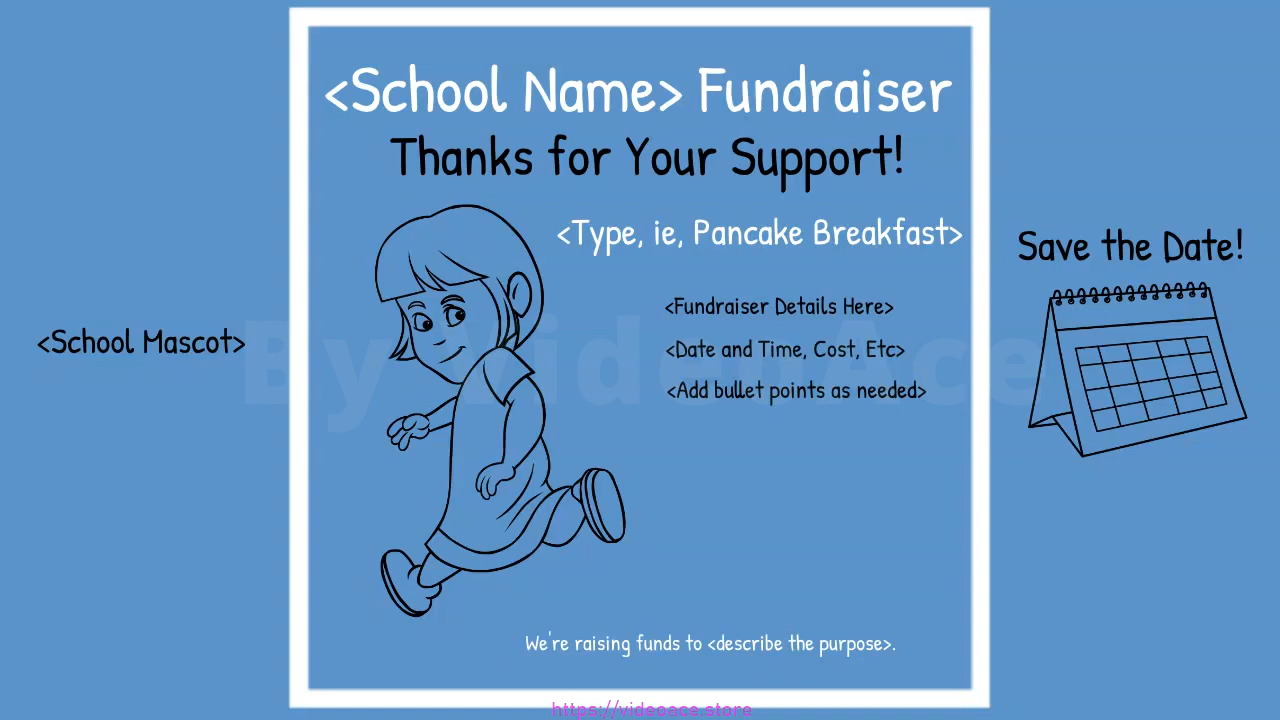 <School Name> Fundraiser
Thanks for Your Support!
<Type, ie, Pancake Breakfast>
Save the Date!
<Fundraiser Details Here>
<School Mascot>
<Date and Time, Cost, Etc>
<Add bullet points as needed>
By VideoAce
We're raising funds to <describe the purpose>.
https://videoace.store